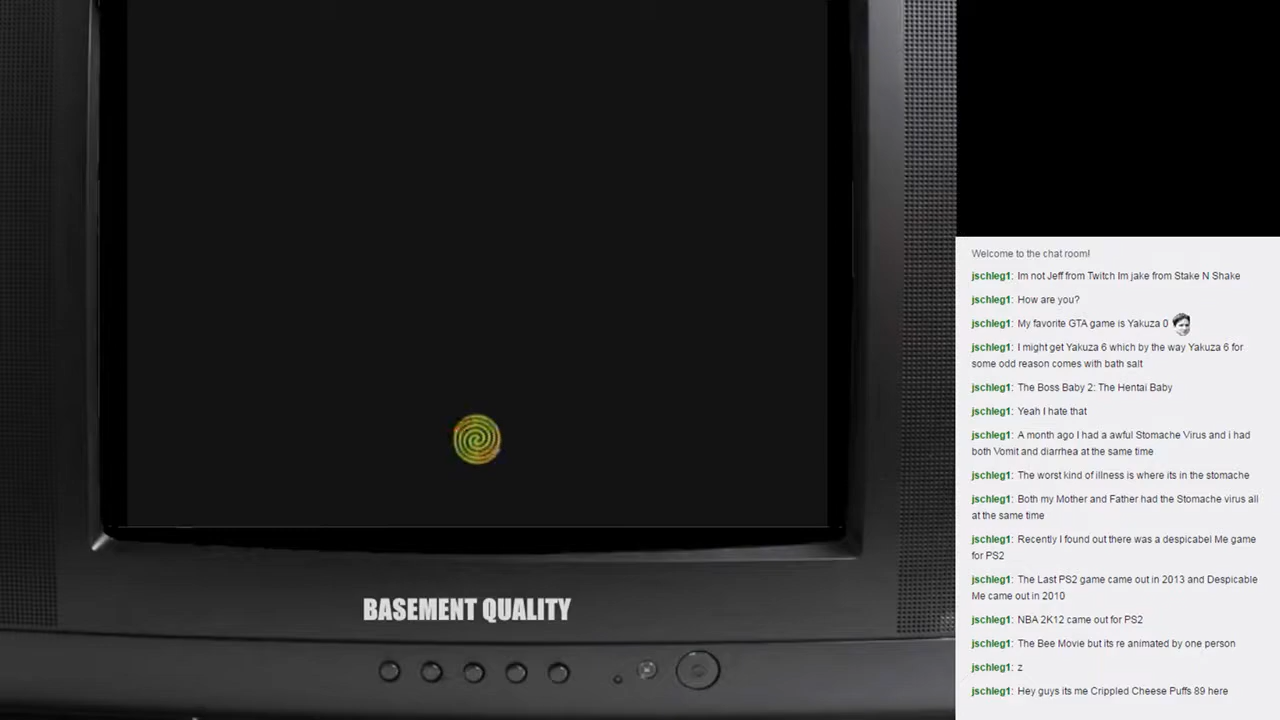 BASEMENT QUALITY
Welcome to the chat room!
jschleg1: Im not Jeff from Twitch Im jake from Stake N Shake
jschleg1: How are you?
jschleg1: My favorite GTA game is Yakuza 0
jschleg1: I might get Yakuza 6 which by the way Yakuza 6 for
some odd reason comes with bath salt
jschleg1: The Boss Baby 2: The Hentai Baby
jschleg1: Yeah I hate that
jschleg1: A month ago I had a awful Stomache Virus and i had
both Vomit and diarrhea at the same time
jschleg1: The worst kind of illness is where its in the stomache
jschleg1: Both my Mother and Father had the Stomache virus all
at the same time
jschleg1: Recently I found out there was a despicabel Me game
for PS2
jschleg1: The Last PS2 game came out in 2013 and Despicable
Me came out in 2010
jschleg1: NBA 2K12 came out for PS2
jschleg1: The Bee Movie but its re animated by one person
jschleg1: z
jschleg1: Hey guys its me Crippled Cheese Puffs 89 here